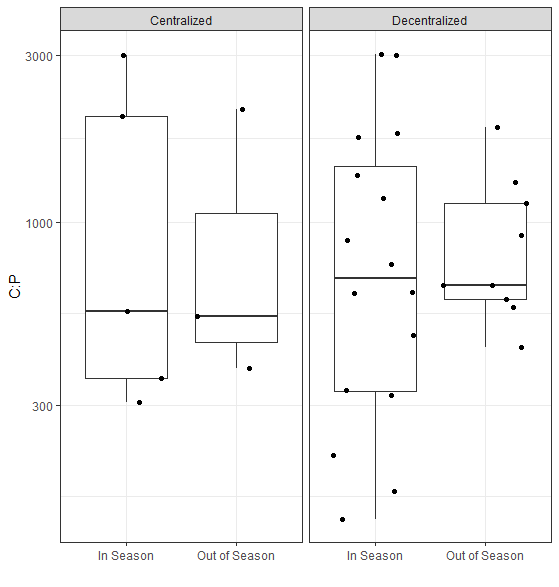 Centralized
Decentralized
3000
1000
300
C:P
In Season
Out of Season
In Season
Out of Season